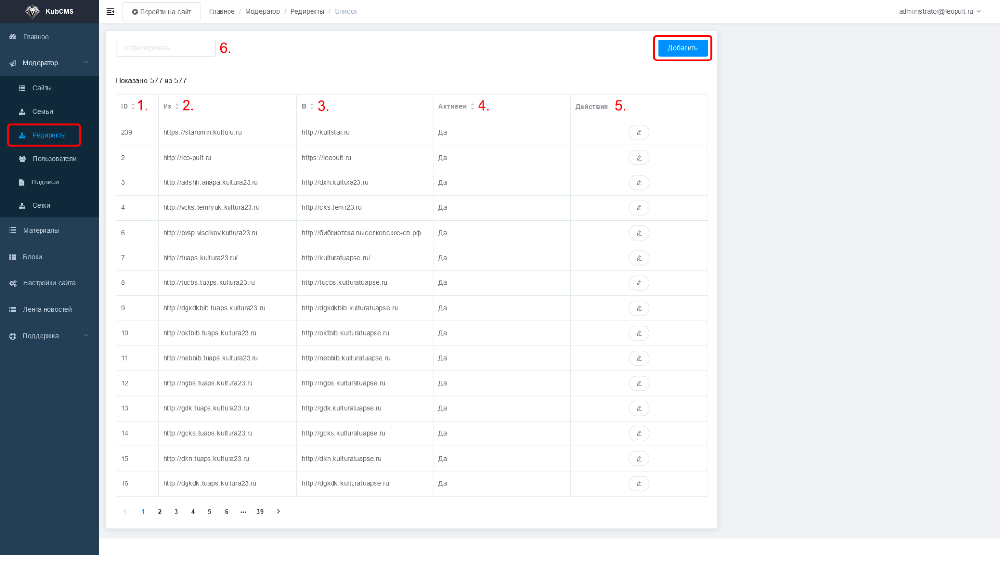 KubCMS
Перейти на сайт
Главное / Модератор / Редиректы / Список
administrator@leopult.ru
Главное
Модератор
Сайты
Семьи
Редиректы
Пользователи
Подписи
Сетки
Материалы
Блоки
Настройки сайта
Лента новостей
Поддержка
Отфильтровать 6.
Добавить
Показано 577 из 577
ID 1. Из 2. В 3. Активен 4. Действия 5.
239 https://staromin.kulturu.ru http://kultstar.ru Да
2 http://leo-pult.ru https://leopult.ru Да
3 http://adshh.anapa.kultura23.ru http://dxh.kultura23.ru Да
4 http://vcks.temryuk.kultura23.ru http://cks.temr23.ru Да
6 http://bvsp.viselkov.kultura23.ru http://библиотека.выселковское-сп.рф Да
7 http://tuaps.kultura23.ru/ http://kulturatuapse.ru/ Да
8 http://tucbs.tuaps.kultura23.ru http://tucbs.kulturatuapse.ru Да
9 http://dgkdkbib.tuaps.kultura23.ru http://dgkdkbib.kulturatuapse.ru Да
10 http://oktbib.tuaps.kultura23.ru http://oktbib.kulturatuapse.ru Да
11 http://nebbib.tuaps.kultura23.ru http://nebbib.kulturatuapse.ru Да
12 http://ngbs.tuaps.kultura23.ru http://ngbs.kulturatuapse.ru Да
13 http://gdk.tuaps.kultura23.ru http://gdk.kulturatuapse.ru Да
14 http://gcks.tuaps.kultura23.ru http://gcks.kulturatuapse.ru Да
15 http://dkn.tuaps.kultura23.ru http://dkn.kulturatuapse.ru Да
16 http://dgkdk.tuaps.kultura23.ru http://dgkdk.kulturatuapse.ru Да
1 2 3 4 5 6 ••• 39